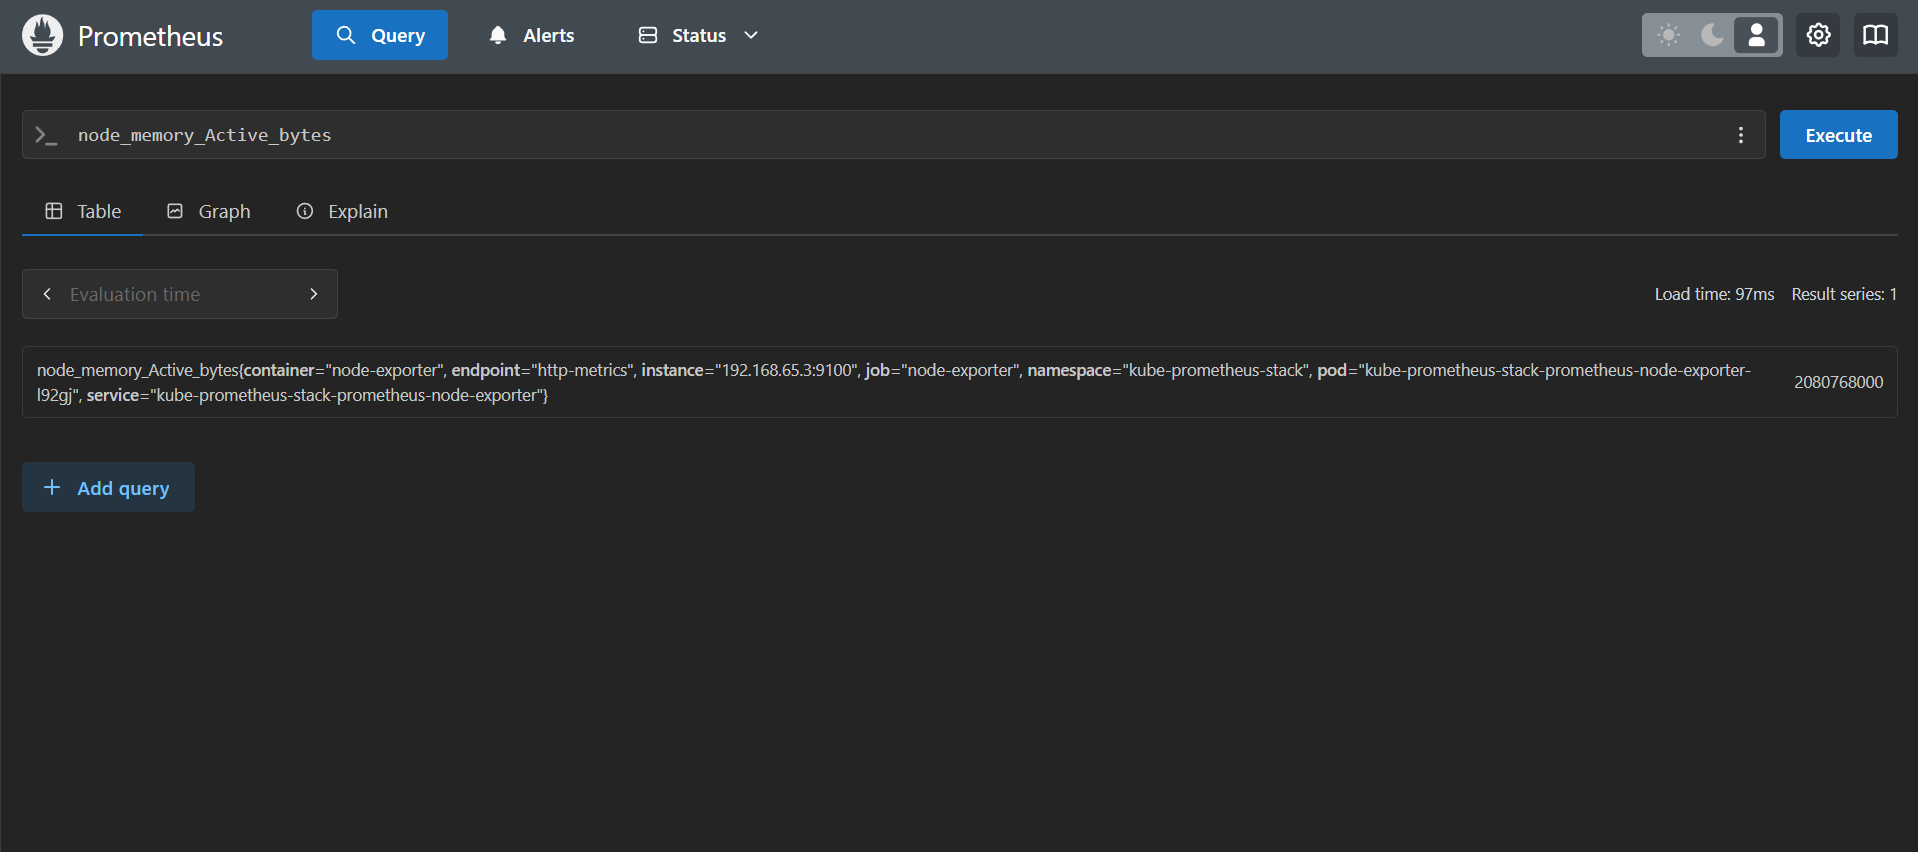 Prometheus
Query
Alerts
Status
node_memory_Active_bytes
Execute
Table
Graph
Explain
Evaluation time
Load time: 97ms Result series: 1
node_memory_Active_bytes{container="node-exporter", endpoint="http-metrics", instance="192.168.65.3:9100", job="node-exporter", namespace="kube-prometheus-stack", pod="kube-prometheus-stack-prometheus-node-exporter-
l92gj", service="kube-prometheus-stack-prometheus-node-exporter"}
2080768000
Add query